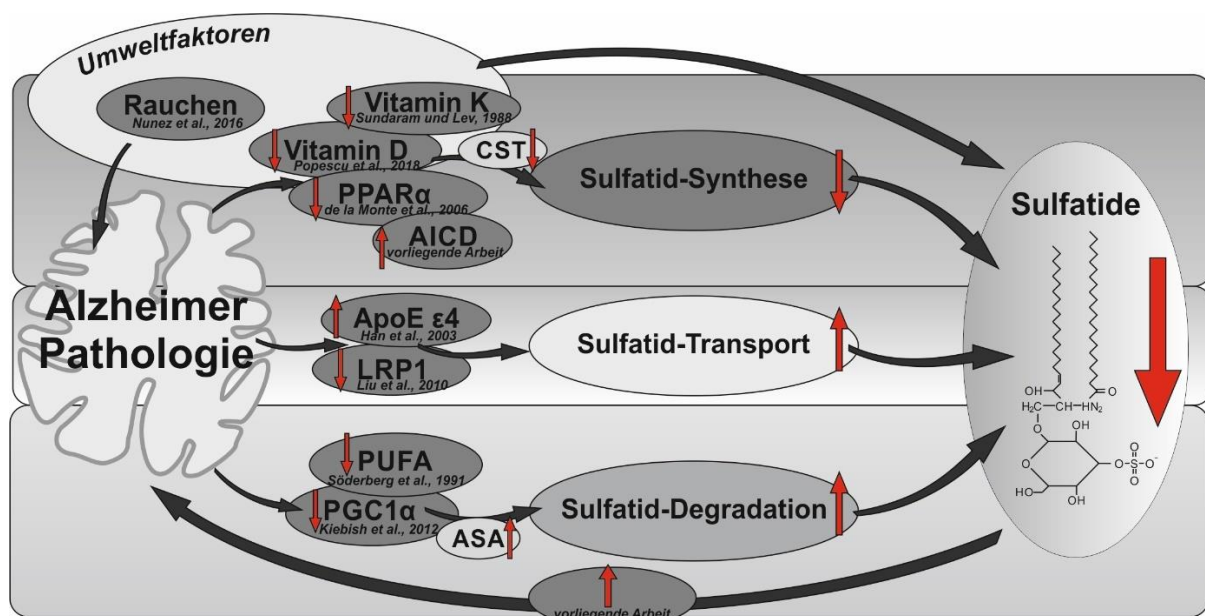 Umweltfaktoren
Rauchen
Nunez et al., 2016
Vitamin K
Sundaram und Lev, 1988
Vitamin D
Popescu et al., 2018
CST
PPARα
de la Monte et al., 2006
AICD
vorliegende Arbeit
Sulfatid-Synthese
Sulfatide
Alzheimer
Pathologie
ApoE ε4
Han et al., 2003
LRP1
Liu et al., 2010
Sulfatid-Transport
PUFA
Söderberg et al., 1991
PGC1α
Kiebish et al., 2012
ASA
Sulfatid-Degradation
OH
O
H₂C
CH
HN₂
O
OH
O
O
O
S
O⁻
O
HO
OH
HO
vorliegende Arbeit